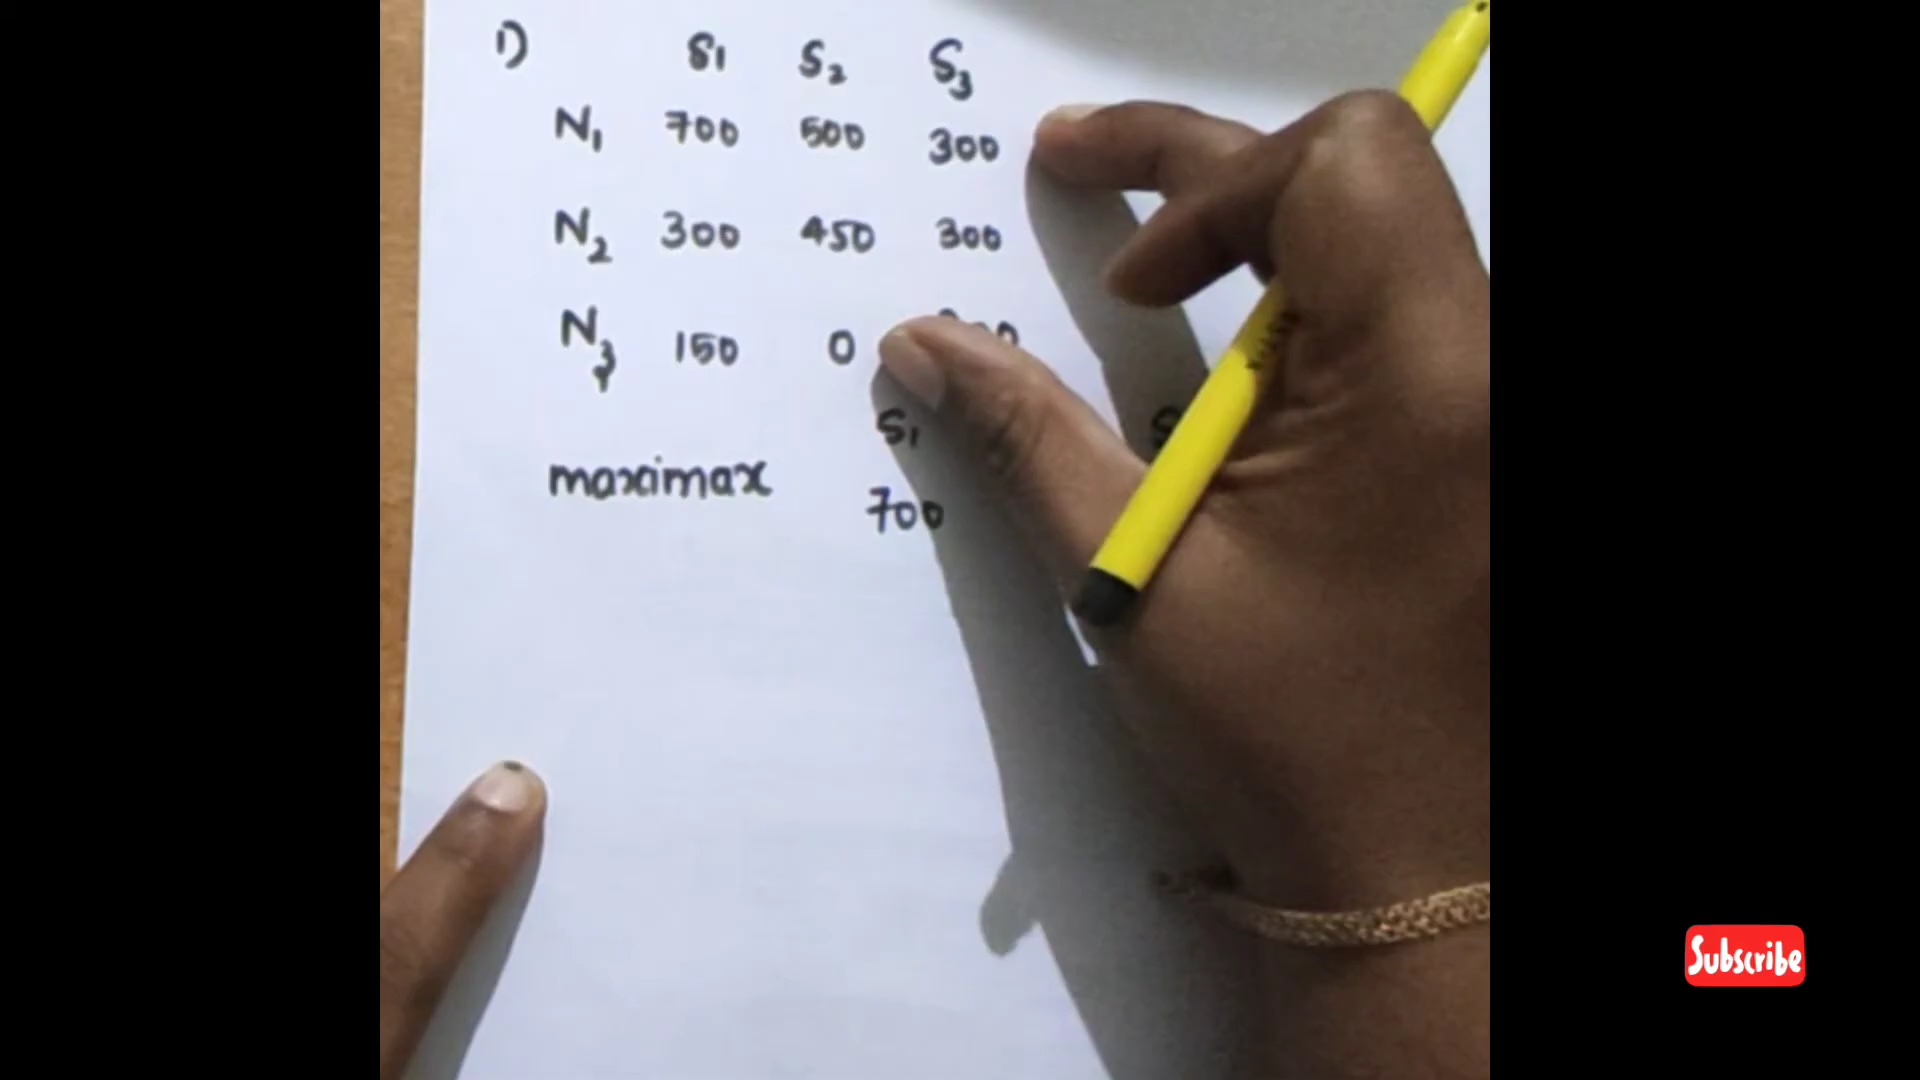 1) S1 S2 S3
N1 700 500 300
N2 300 450 300
N3 150 0
S1
maximax 700
Subscribe